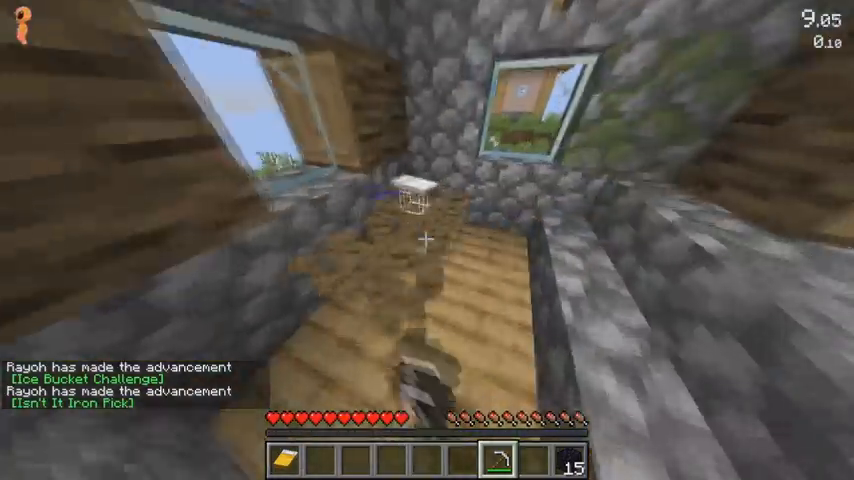 9.05
0.10
Rayoh has made the advancement
[Ice Bucket Challenge]
Rayoh has made the advancement
[Isn't It Iron Pick]
15